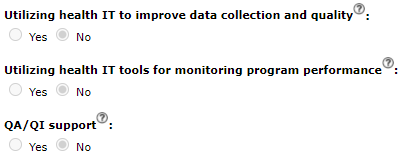 Utilizing health IT to improve data collection and quality?:
Yes No
Utilizing health IT tools for monitoring program performance?:
Yes No
QA/QI support?:
Yes No